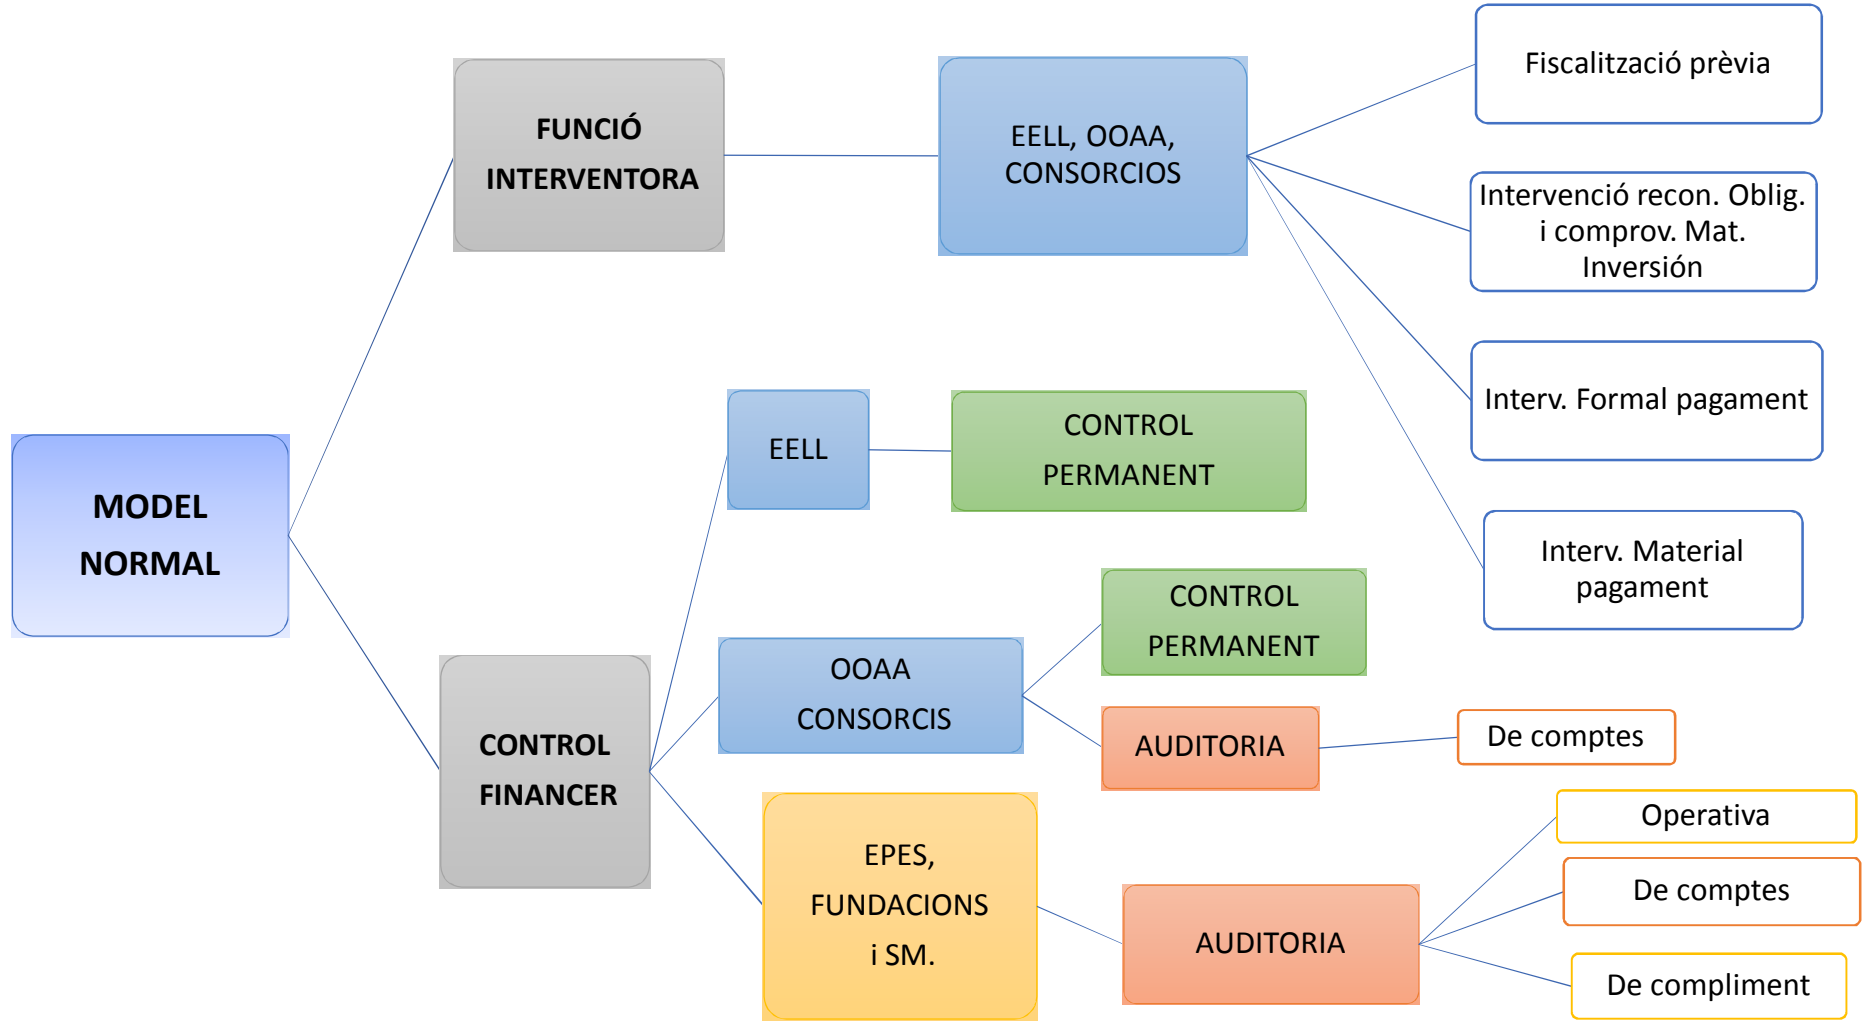 MODEL
NORMAL
FUNCIÓ
INTERVENTORA
EELL, OOAA,
CONSORCIOS
Fiscalització prèvia
Intervenció recon. Oblig.
i comprov. Mat.
Inversión
Interv. Formal pagament
Interv. Material
pagament
CONTROL
FINANCER
EELL
CONTROL
PERMANENT
OOAA
CONSORCIS
CONTROL
PERMANENT
AUDITORIA
De comptes
EPES,
FUNDACIONS
i SM.
AUDITORIA
Operativa
De comptes
De compliment